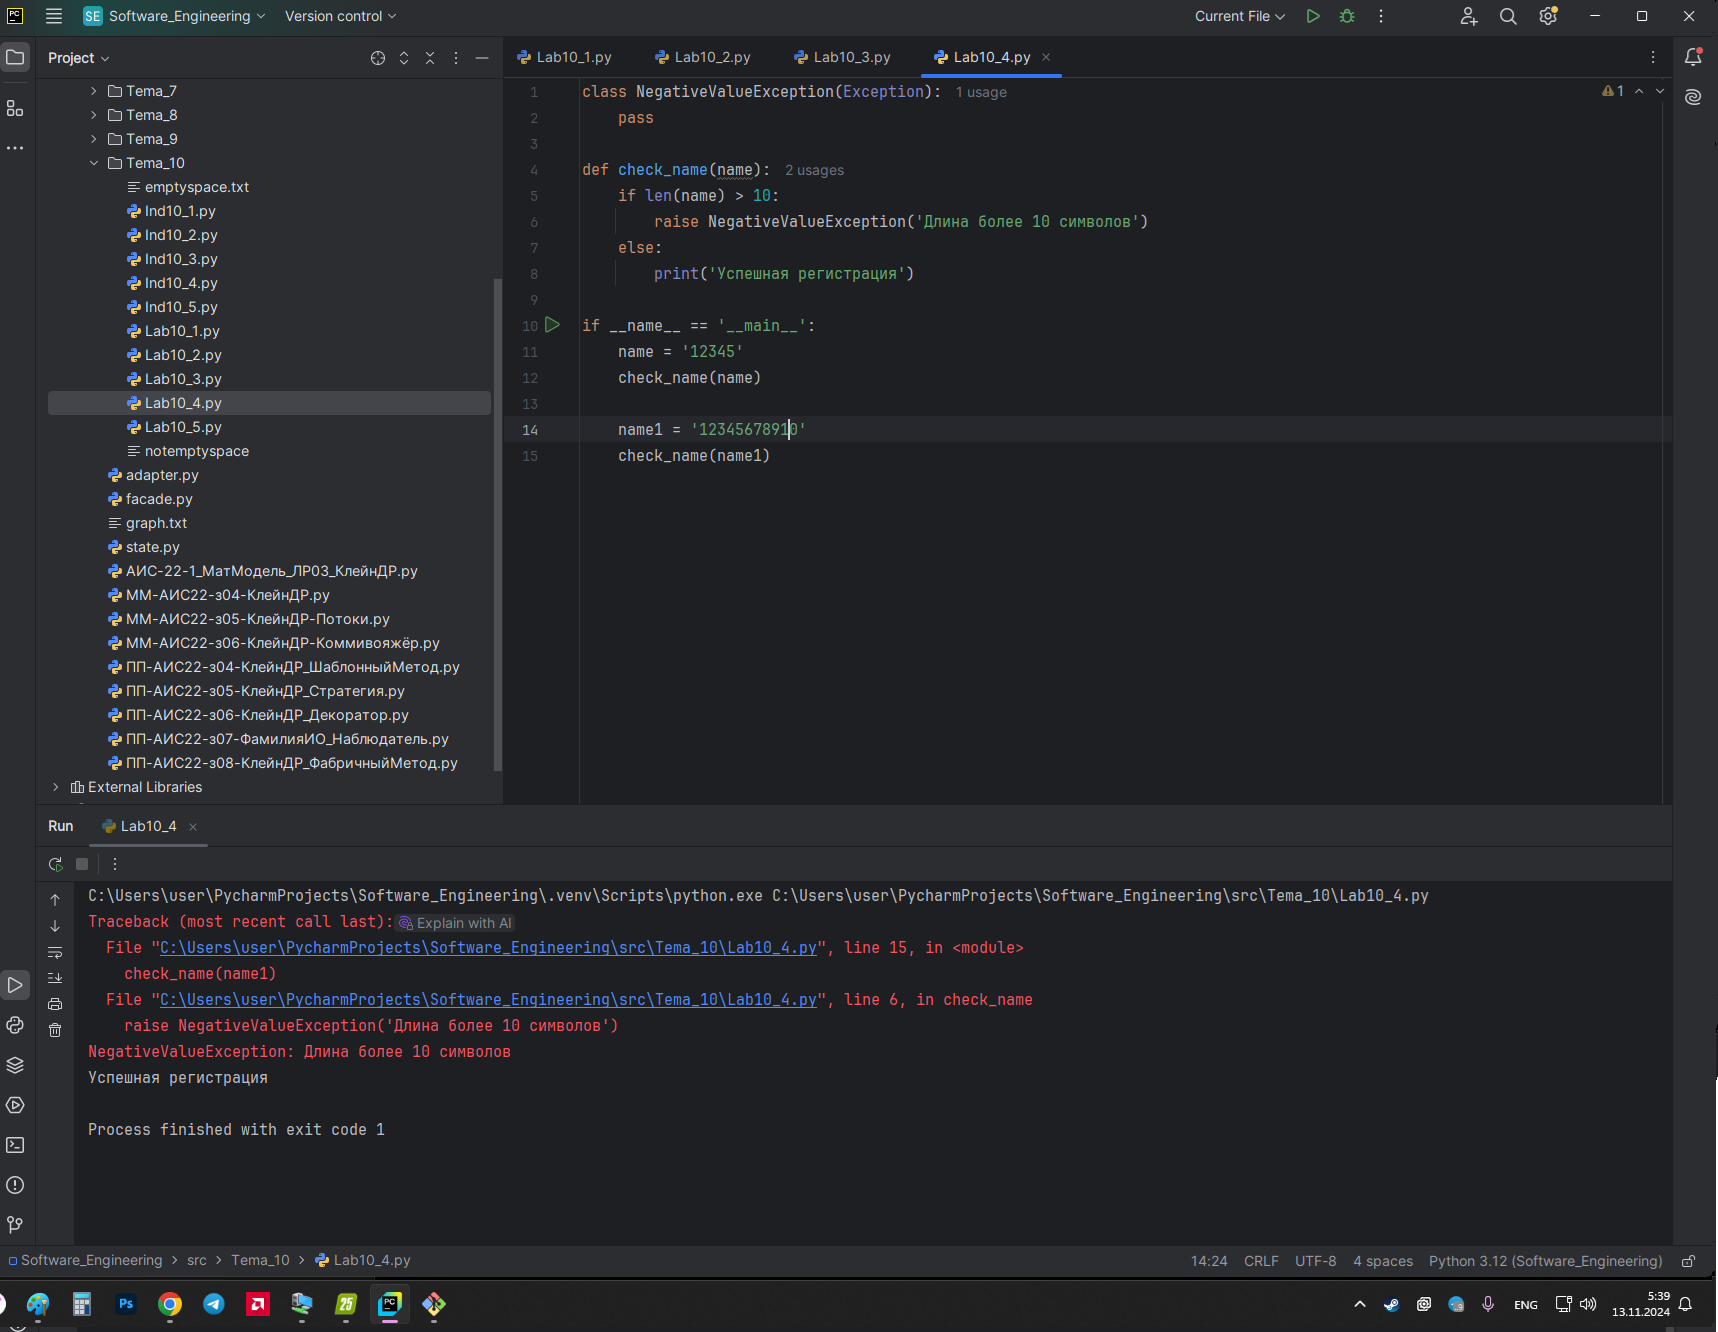 PC
SE Software_Engineering
Version control
Current File
Project
Lab10_1.py
Lab10_2.py
Lab10_3.py
Lab10_4.py
Tema_7
Tema_8
Tema_9
Tema_10
emptyspace.txt
Ind10_1.py
Ind10_2.py
Ind10_3.py
Ind10_4.py
Ind10_5.py
Lab10_1.py
Lab10_2.py
Lab10_3.py
Lab10_4.py
Lab10_5.py
notemptyspace
adapter.py
facade.py
graph.txt
state.py
АИС-22-1_МатМодель_ЛР03_КлейнДР.py
ММ-АИС22-з04-КлейнДР.py
ММ-АИС22-з05-КлейнДР-Потоки.py
ММ-АИС22-з06-КлейнДР-Коммивояжёр.py
ПП-АИС22-з04-КлейнДР_ШаблонныйМетод.py
ПП-АИС22-з05-КлейнДР_Стратегия.py
ПП-АИС22-з06-КлейнДР_Декоратор.py
ПП-АИС22-з07-ФамилияИО_Наблюдатель.py
ПП-АИС22-з08-КлейнДР_ФабричныйМетод.py
External Libraries
1 class NegativeValueException(Exception): 1 usage
1
2 pass
3
4 def check_name(name): 2 usages
5 if len(name) > 10:
6 raise NegativeValueException('Длина более 10 символов')
7 else:
8 print('Успешная регистрация')
9
10 if __name__ == '__main__':
11 name = '12345'
12 check_name(name)
13
14 name1 = '12345678910'
15 check_name(name1)
Run
Lab10_4
C:\Users\user\PycharmProjects\Software_Engineering\.venv\Scripts\python.exe C:\Users\user\PycharmProjects\Software_Engineering\src\Tema_10\Lab10_4.py
Traceback (most recent call last): Explain with AI
File "C:\Users\user\PycharmProjects\Software_Engineering\src\Tema_10\Lab10_4.py", line 15, in <module>
check_name(name1)
File "C:\Users\user\PycharmProjects\Software_Engineering\src\Tema_10\Lab10_4.py", line 6, in check_name
raise NegativeValueException('Длина более 10 символов')
NegativeValueException: Длина более 10 символов
Успешная регистрация
Process finished with exit code 1
Software_Engineering > src > Tema_10 > Lab10_4.py
14:24 CRLF UTF-8 4 spaces Python 3.12 (Software_Engineering)
Ps
25
PC
ENG
5:39
13.11.2024